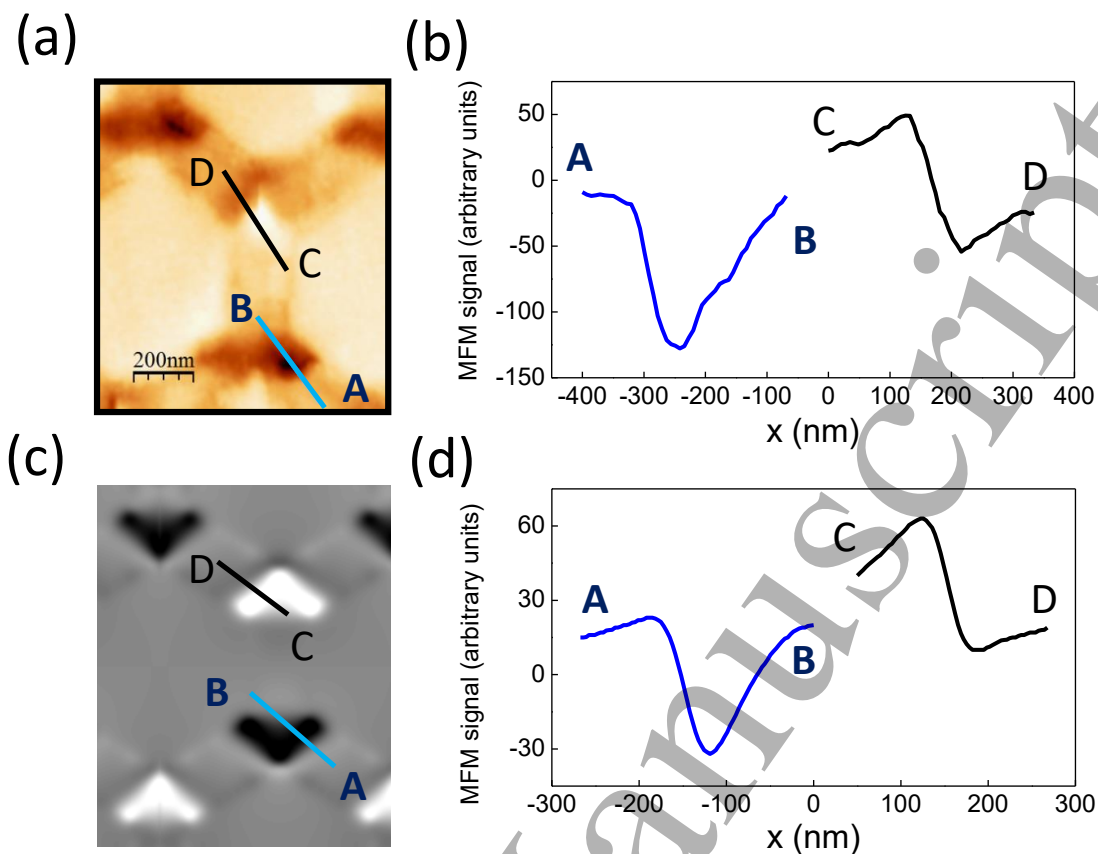 (a)
D
C
B
A
200nm
(b)
MFM signal (arbitrary units)
50
0
-50
-100
-150
A
B
C
D
-400 -300 -200 -100 0 100 200 300 400
x (nm)
(c)
D
C
B
A
(d)
MFM signal (arbitrary units)
60
30
0
-30
A
B
C
D
-300 -200 -100 0 100 200 300
x (nm)
anuscript